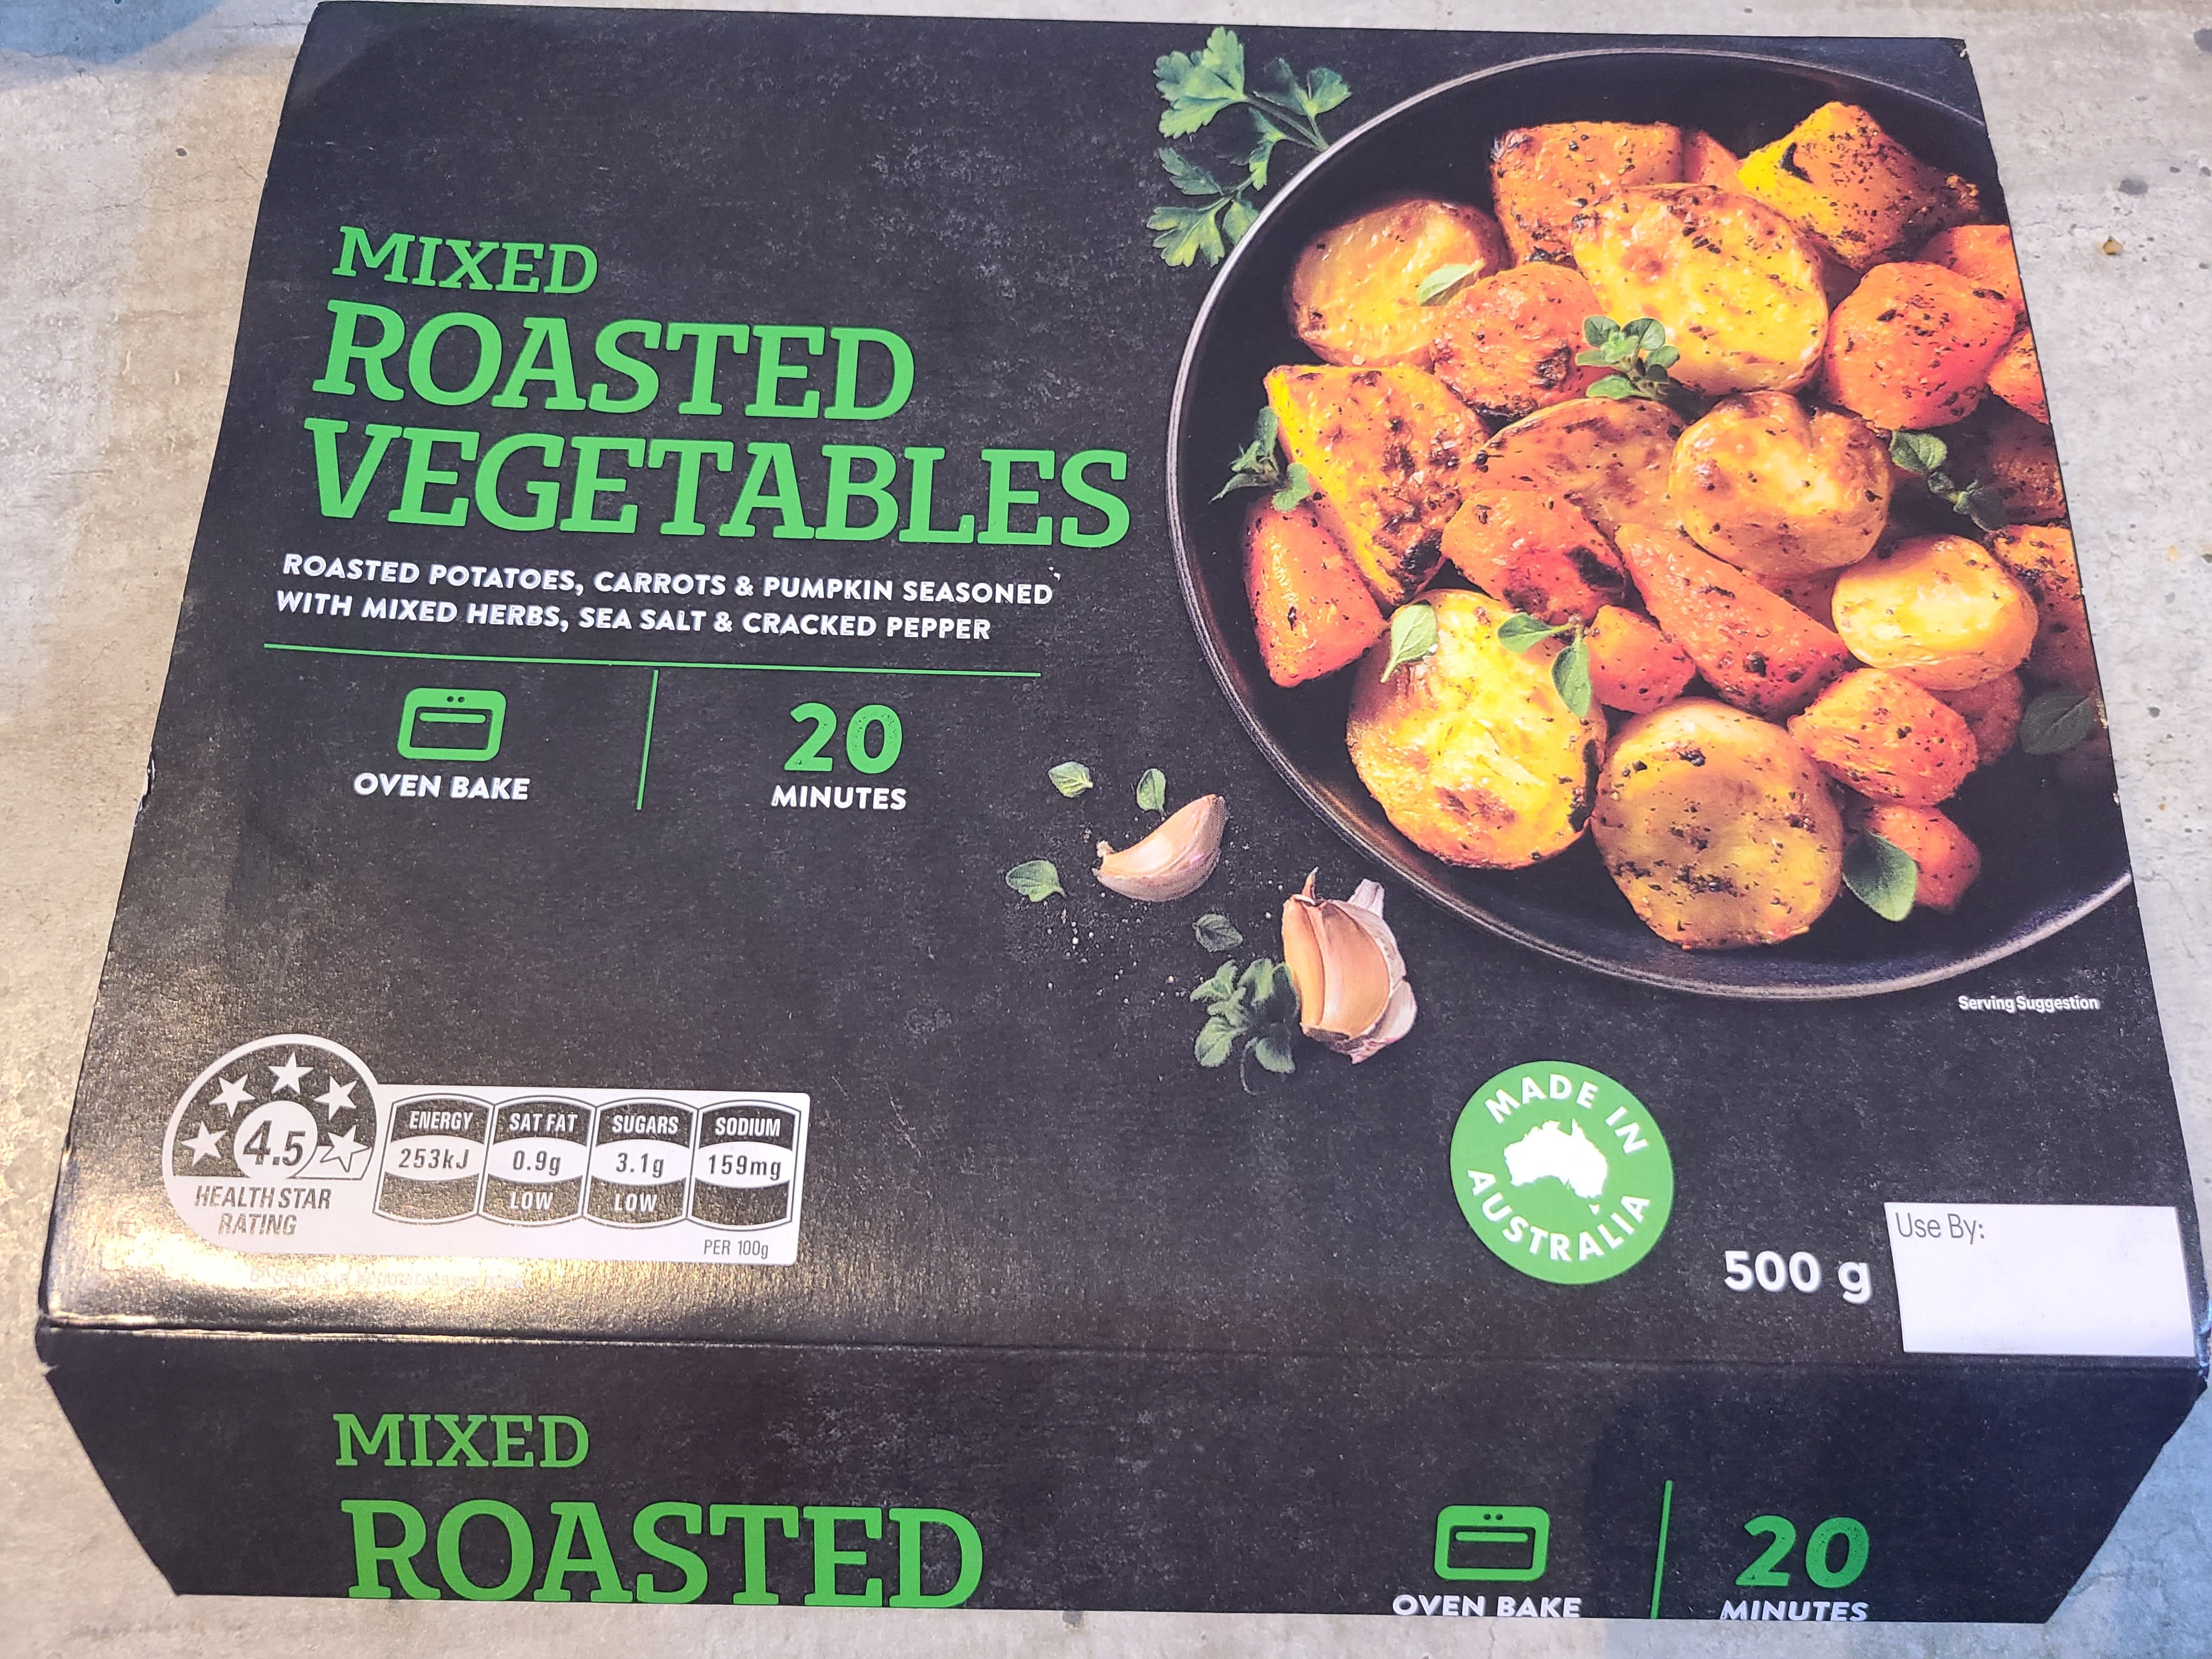 MIXED
ROASTED
VEGETABLES
ROASTED POTATOES, CARROTS & PUMPKIN SEASONED
WITH MIXED HERBS, SEA SALT & CRACKED PEPPER
OVEN BAKE
20
MINUTES
Serving Suggestion
4.5
HEALTH STAR
RATING
ENERGY
253kJ
SAT FAT
0.9g
LOW
SUGARS
3.1g
LOW
SODIUM
159mg
PER 100g
MADE IN
AUSTRALIA
500 g
Use By:
MIXED
ROASTED
OVEN BAKE
20
MINUTES